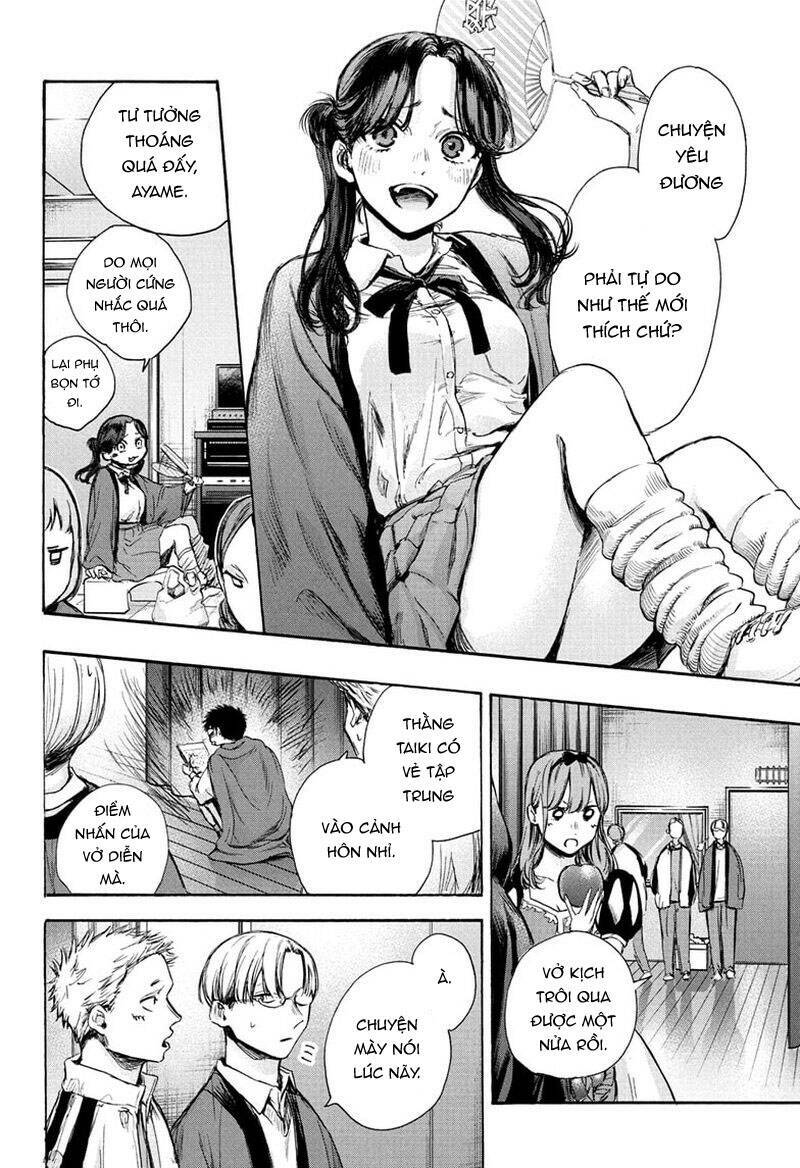 CHUYỆN
YÊU
ĐƯƠNG
PHẢI TỰ DO
NHƯ THẾ MỚI
THÍCH CHỨ?
TƯ TƯỞNG
THOÁNG
QUÁ ĐẤY,
AYAME.
DO MỌI
NGƯỜI CỨNG
NHẮC QUÁ
THÔI.
LẠI PHỤ
BỌN TỚ
ĐI.
VỞ KỊCH
TRÔI QUA
ĐƯỢC MỘT
NỬA RỒI.
THẰNG
TAIKI CÓ
VẺ TẬP
TRUNG
VÀO CẢNH
HÔN NHỈ.
ĐIỂM
NHẤN CỦA
VỞ DIỄN
MÀ.
À.
CHUYỆN
MÀY NÓI
LÚC NÃY.